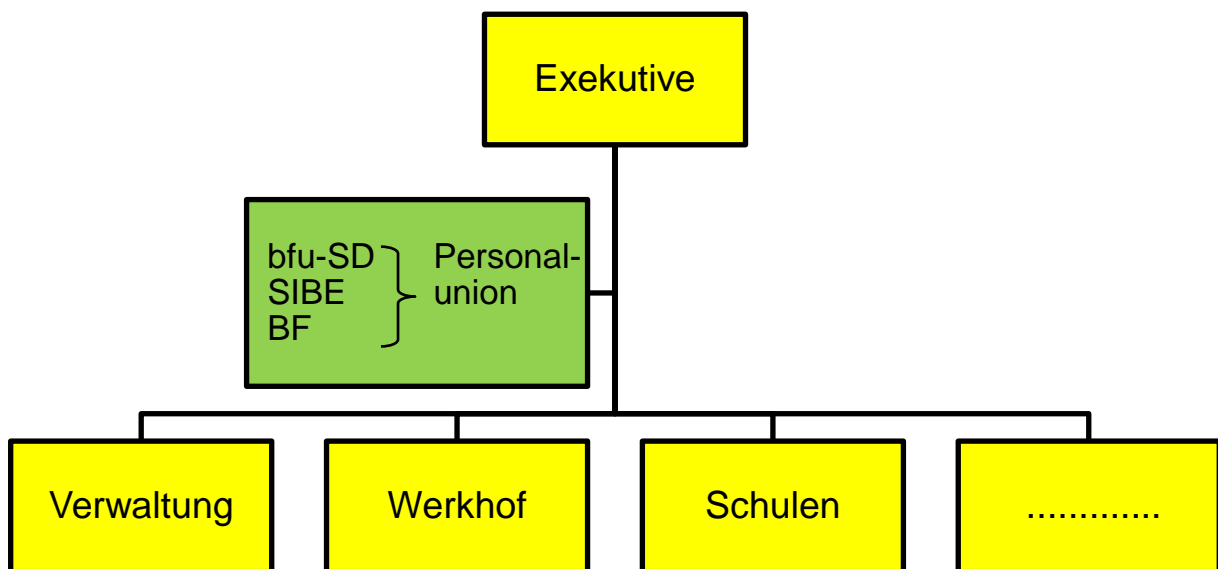 Exekutive
bfu-SD
SIBE
BF
Personal-
union
Verwaltung
Werkhof
Schulen
.............